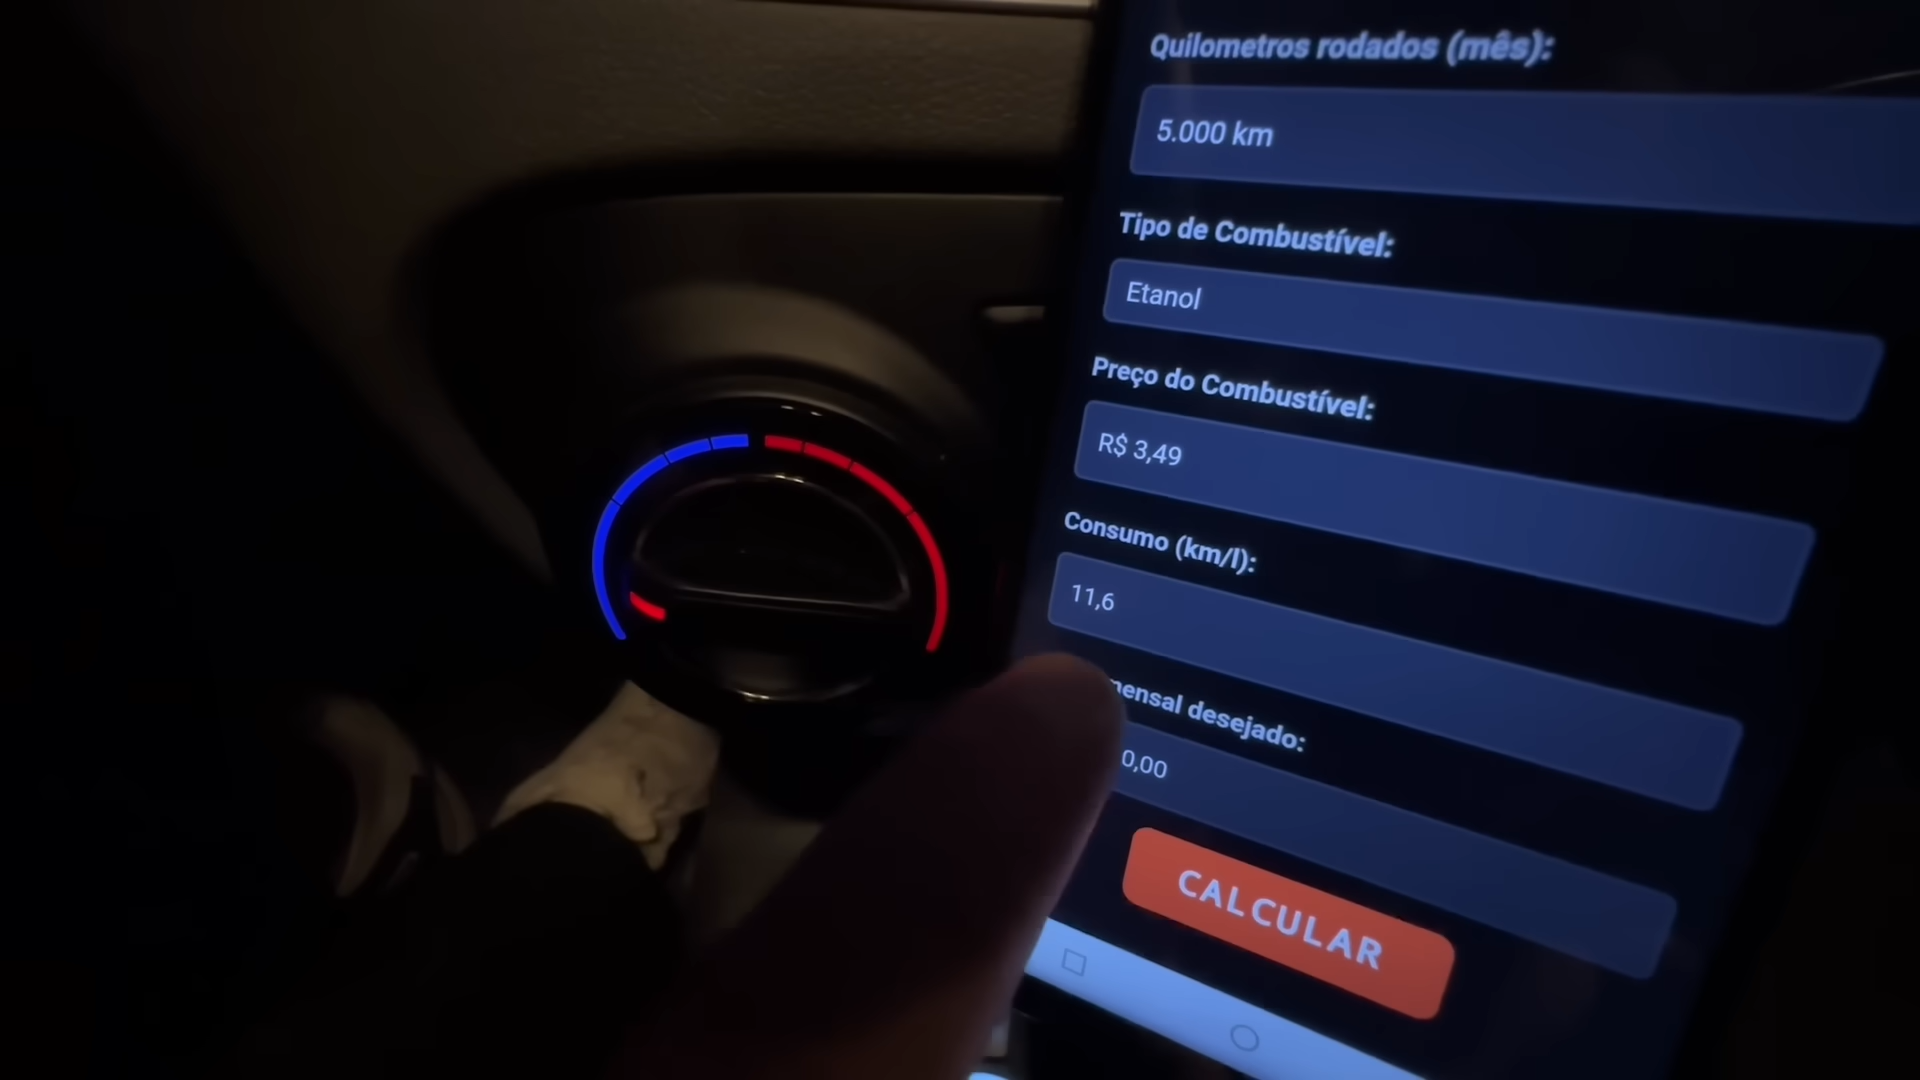 Quilometros rodados (mês):
5.000 km
Tipo de Combustível:
Etanol
Preço do Combustível:
R$ 3,49
Consumo (km/l):
11,6
mensal desejado:
0,00
CALCULAR